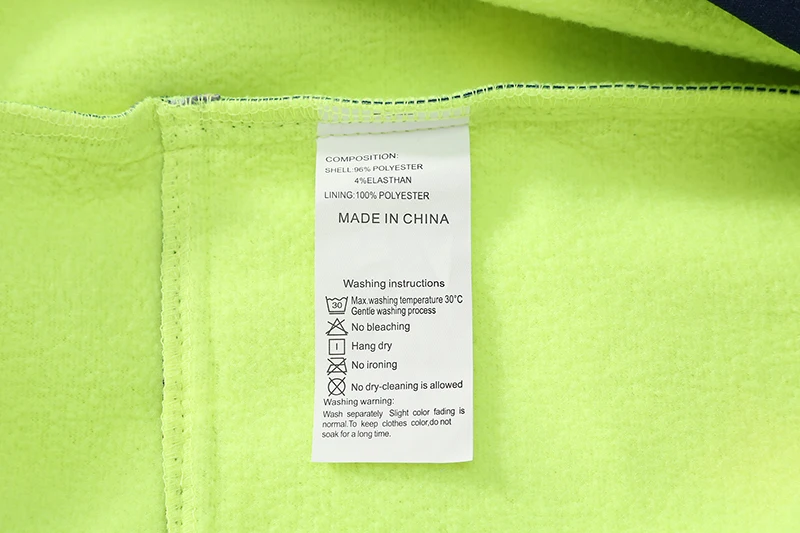 COMPOSITION:
SHELL:96% POLYESTER
4%ELASTHAN
LINING:100% POLYESTER
MADE IN CHINA
Washing instructions
30
Max.washing temperature 30°C
Gentle washing process
No bleaching
Hang dry
No ironing
No dry-cleaning is allowed
Washing warning:
Wash separately Slight color fading is
normal.To keep clothes color,do not
soak for a long time.